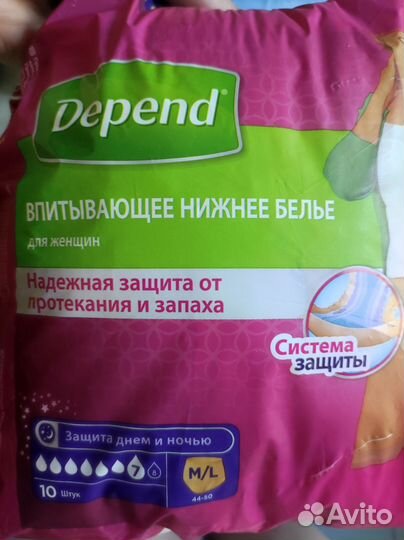 Depend
ВПИТЫВАЮЩЕЕ НИЖНЕЕ БЕЛЬЕ
для женщин
Надежная защита от
протекания и запаха
Система
защиты
Защита днем и ночью
7 8
M/L
10 Штук
44-50
Avito